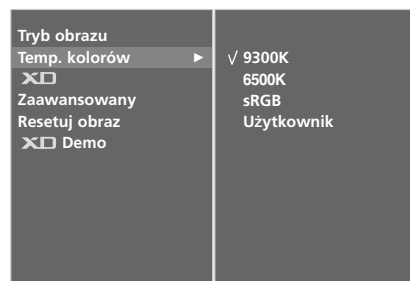 Tryb obrazu
Temp. kolorów ►
XD
Zaawansowany
Resetuj obraz
XD Demo
√ 9300K
6500K
sRGB
Użytkownik